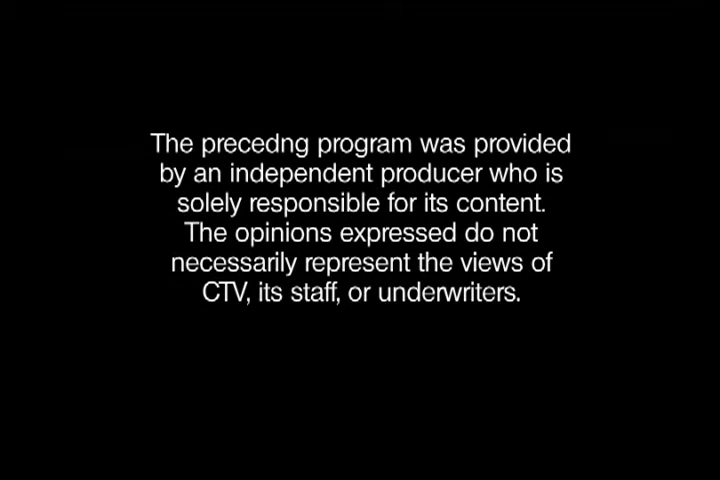 The precedng program was provided
by an independent producer who is
solely responsible for its content.
The opinions expressed do not
necessarily represent the views of
CTV, its staff, or underwriters.